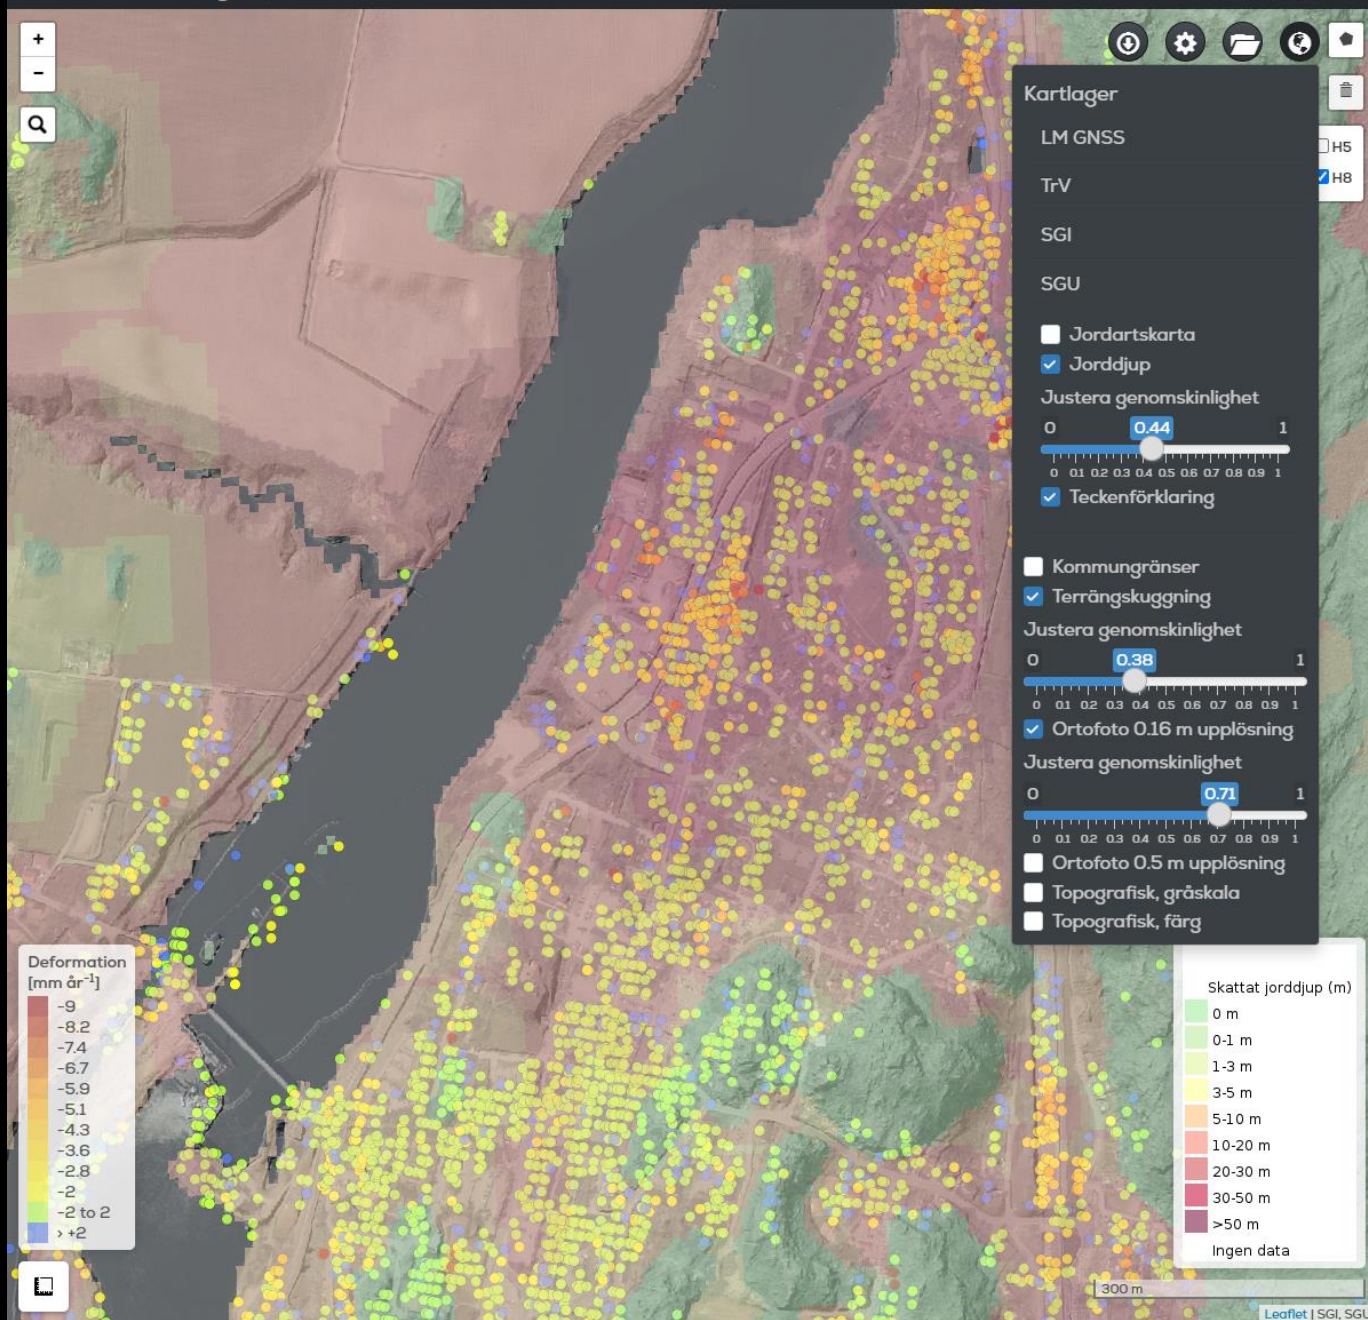 +
−
Kartlager
LM GNSS
TrV
SGI
SGU
Jordartskarta
Jorddjup
Justera genomskinlighet
0 0.44 1
0 0.1 0.2 0.3 0.4 0.5 0.6 0.7 0.8 0.9 1
Teckenförklaring
Kommungränser
Terrängskuggning
Justera genomskinlighet
0 0.38 1
0 0.1 0.2 0.3 0.4 0.5 0.6 0.7 0.8 0.9 1
Ortofoto 0.16 m upplösning
Justera genomskinlighet
0 0.71 1
0 0.1 0.2 0.3 0.4 0.5 0.6 0.7 0.8 0.9 1
Ortofoto 0.5 m upplösning
Topografisk, gråskala
Topografisk, färg
H5
H8
Deformation
[mm år⁻¹]
-9
-8.2
-7.4
-6.7
-5.9
-5.1
-4.3
-3.6
-2.8
-2
-2 to 2
> +2
Skattat jorddjup (m)
0 m
0-1 m
1-3 m
3-5 m
5-10 m
10-20 m
20-30 m
30-50 m
>50 m
Ingen data
300 m
Leaflet | SGI, SGU